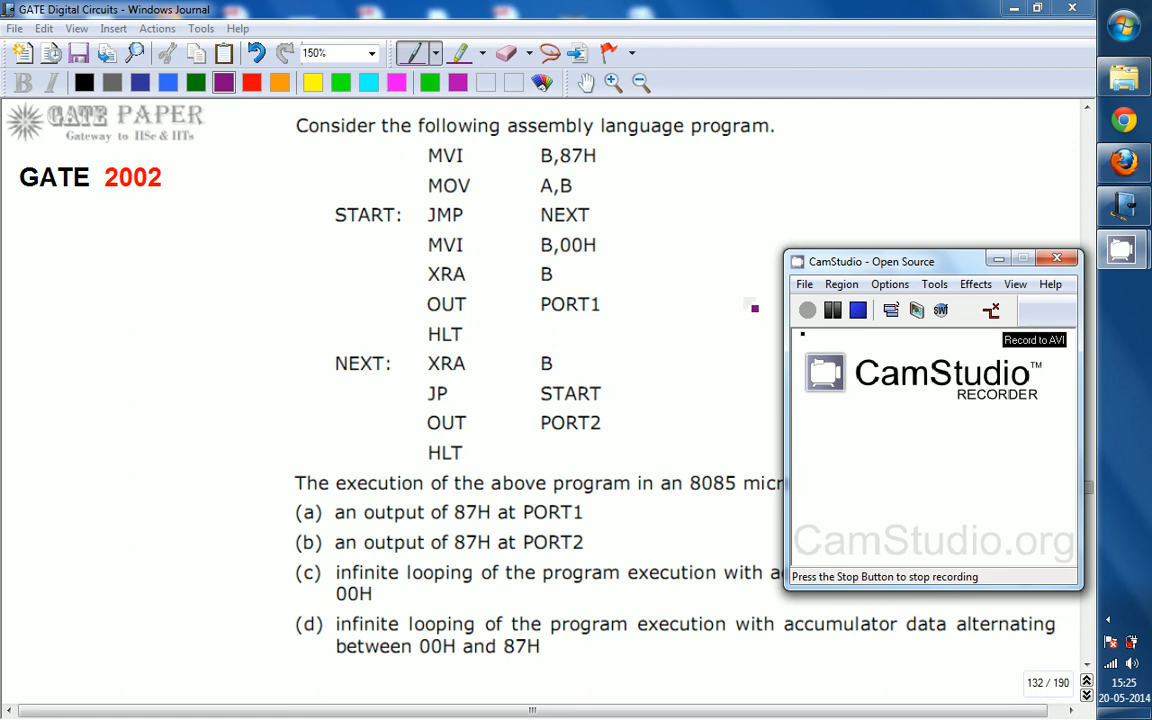 GATE Digital Circuits - Windows Journal
File Edit View Insert Actions Tools Help
150%
B I
GATE PAPER
Gateway to IISc & IITs
GATE 2002
Consider the following assembly language program.
MVI B,87H
MOV A,B
START: JMP NEXT
MVI B,00H
XRA B
OUT PORT1
HLT
NEXT: XRA B
JP START
OUT PORT2
HLT
The execution of the above program in an 8085 micr
(a) an output of 87H at PORT1
(b) an output of 87H at PORT2
(c) infinite looping of the program execution with ac
00H
(d) infinite looping of the program execution with accumulator data alternating
between 00H and 87H
132 / 190
CamStudio - Open Source
File Region Options Tools Effects View Help
SWF
Record to AVI
CamStudio™
RECORDER
CamStudio.org
Press the Stop Button to stop recording
15:25
20-05-2014